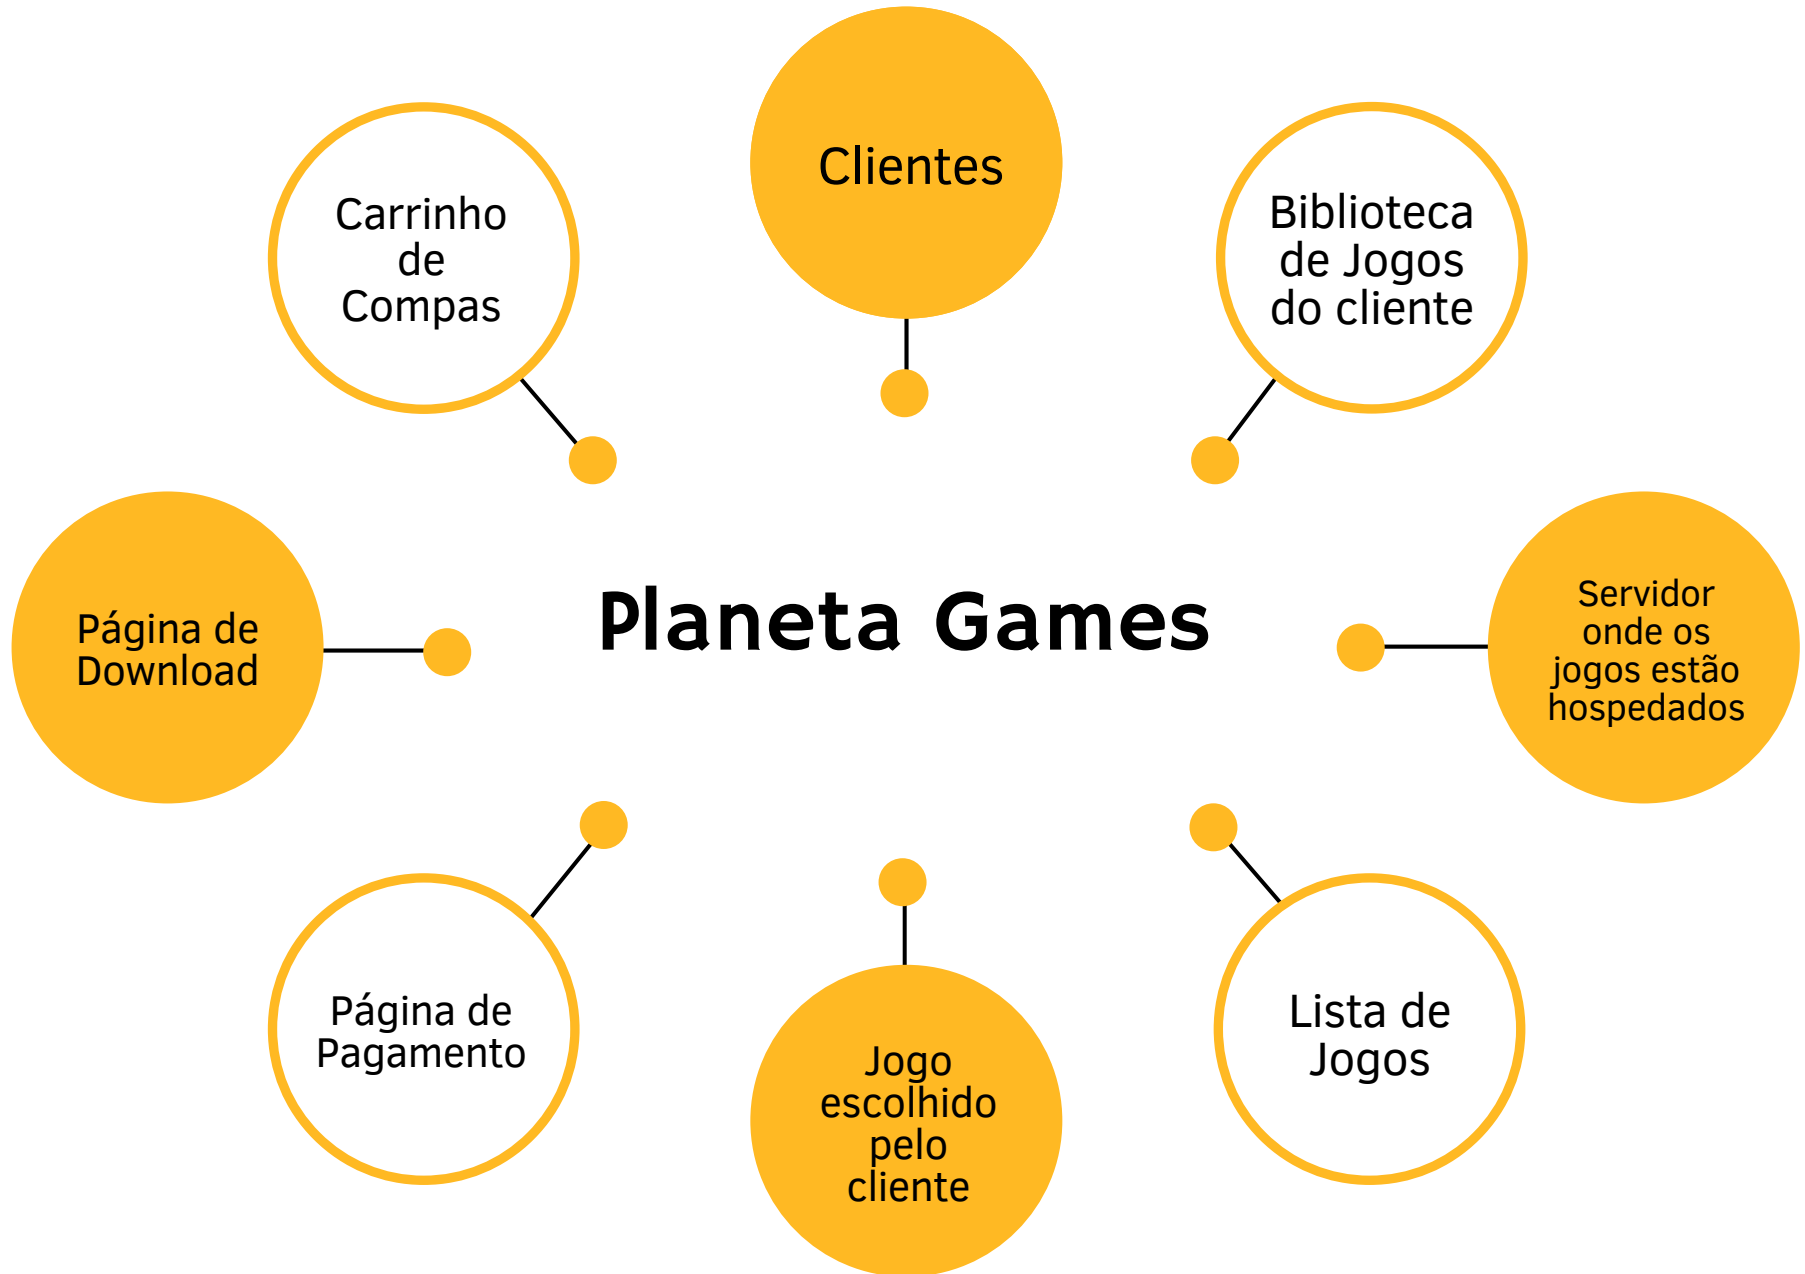 Clientes
Carrinho
de
Compas
Biblioteca
de Jogos
do cliente
Página de
Download
Planeta Games
Servidor
onde os
jogos estão
hospedados
Página de
Pagamento
Jogo
escolhido
pelo
cliente
Lista de
Jogos